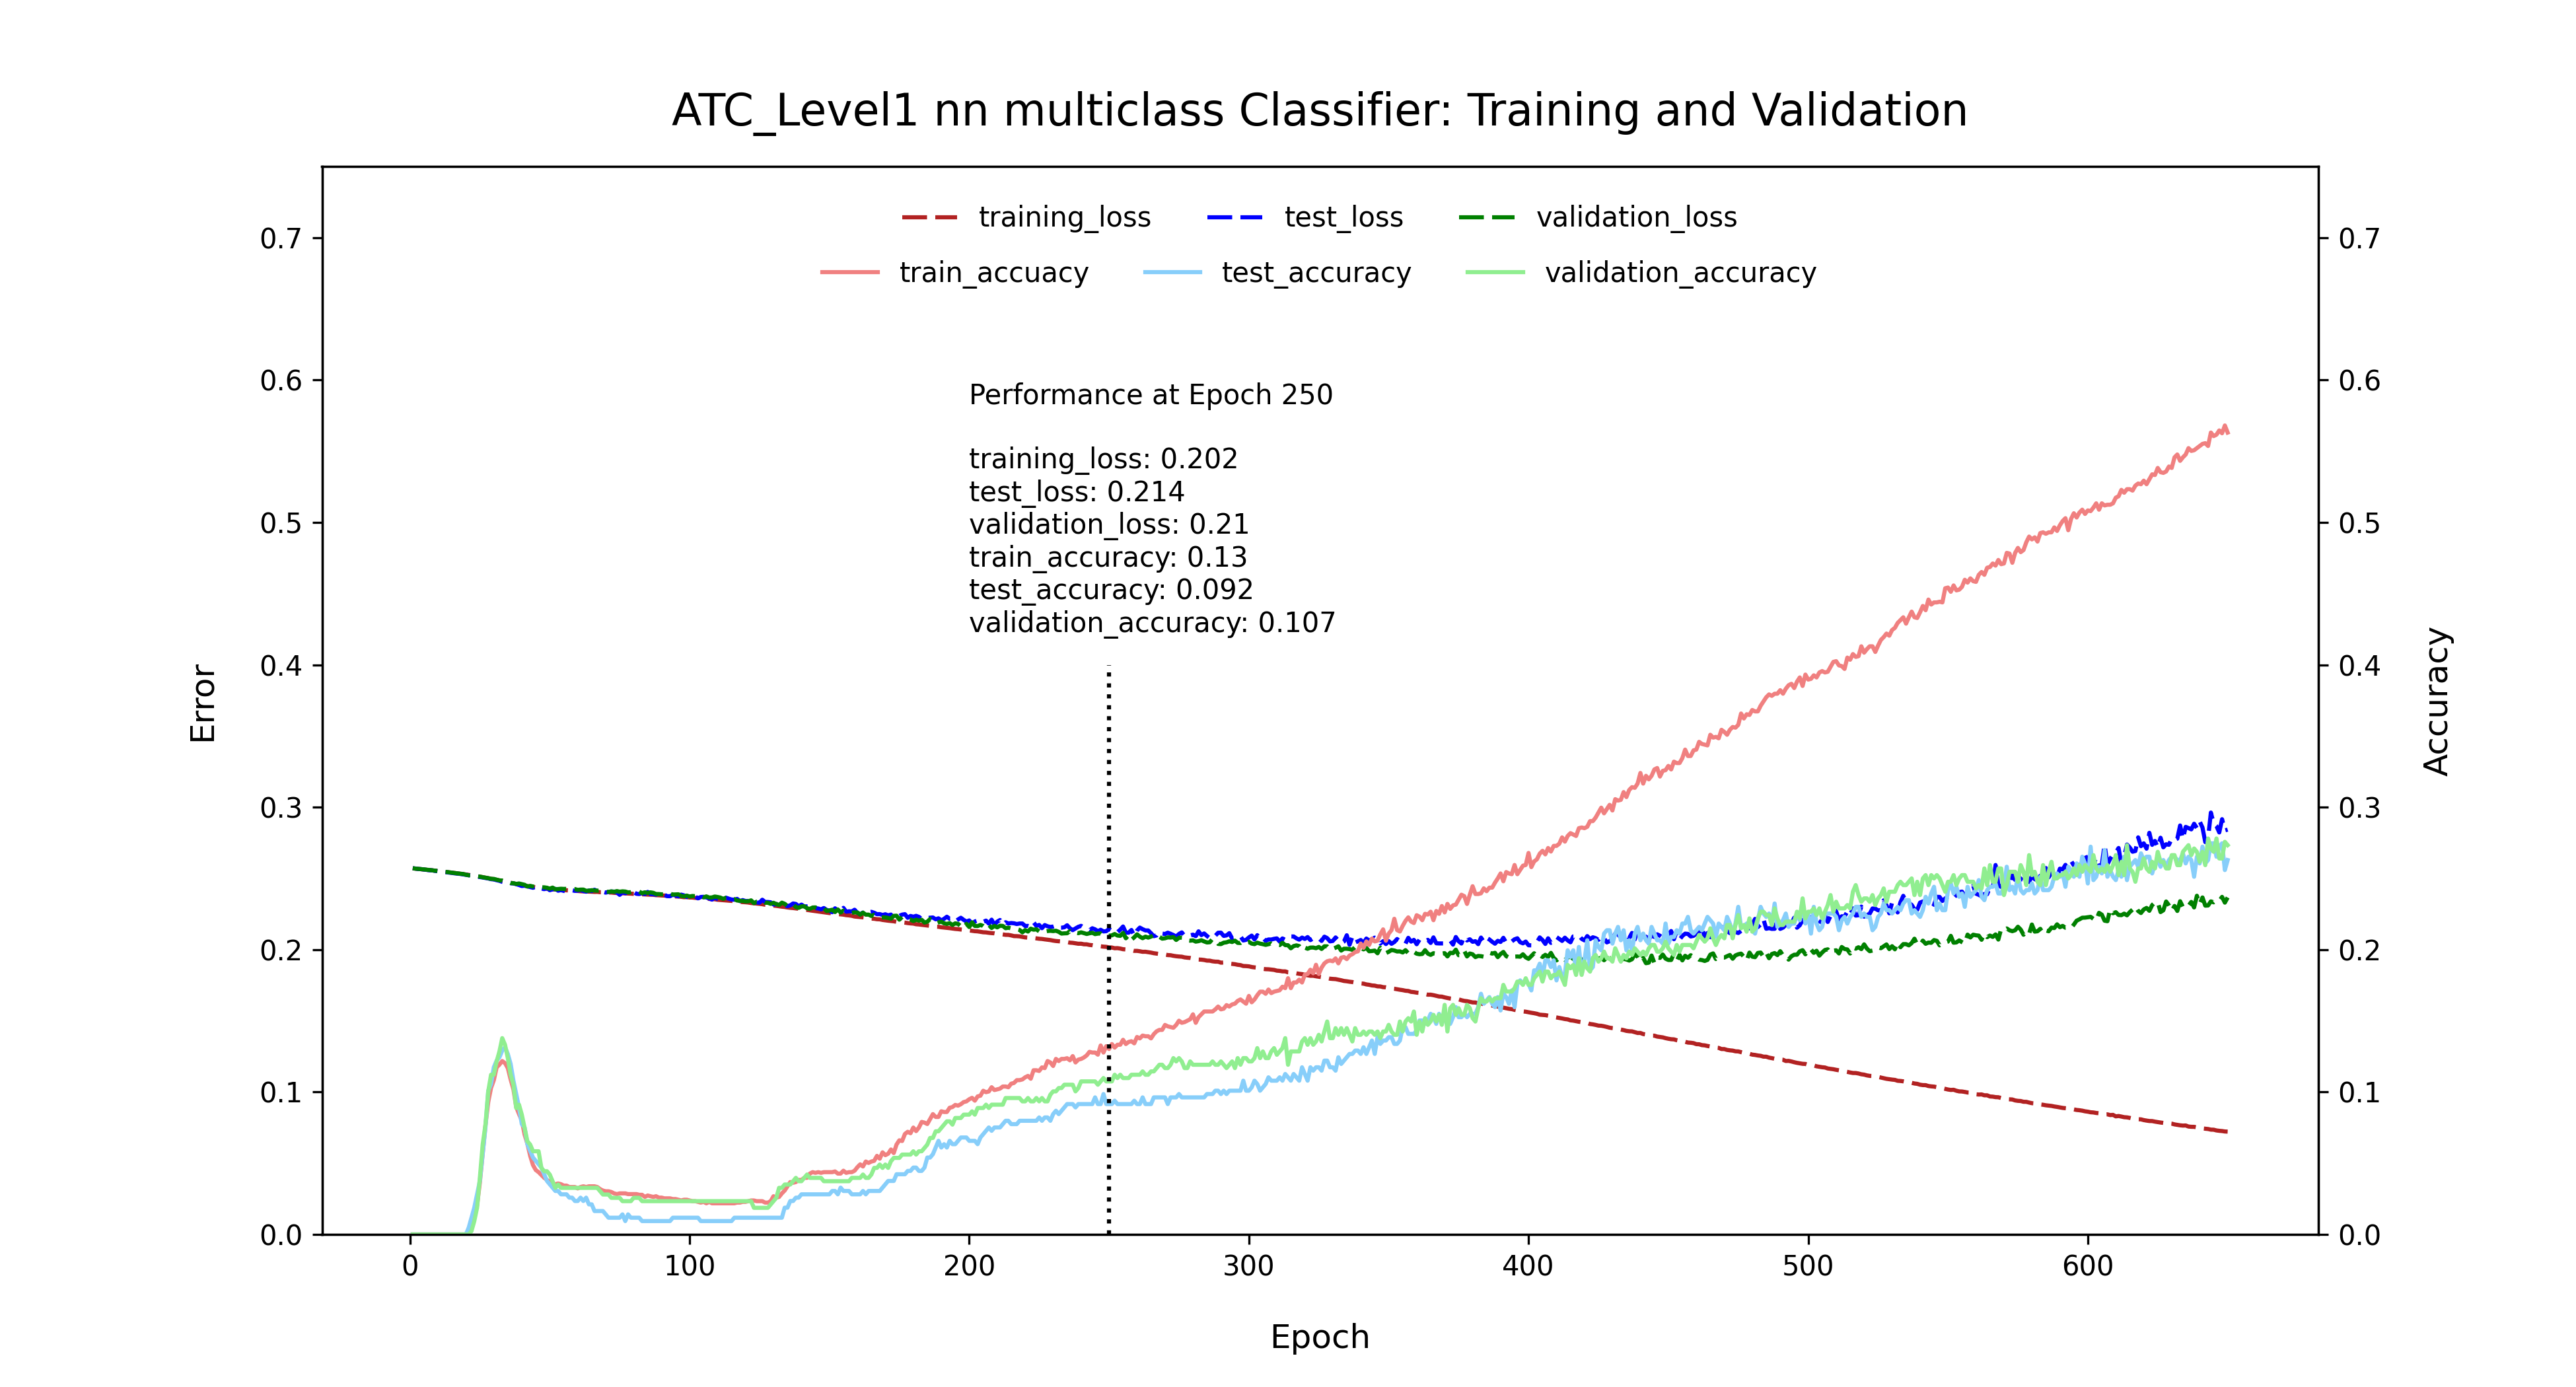 ATC_Level1 nn multiclass Classifier: Training and Validation
training_loss test_loss validation_loss
train_accuacy test_accuracy validation_accuracy
Performance at Epoch 250
training_loss: 0.202
test_loss: 0.214
validation_loss: 0.21
train_accuracy: 0.13
test_accuracy: 0.092
validation_accuracy: 0.107
Error
0.7
0.6
0.5
0.4
0.3
0.2
0.1
0.0
Accuracy
0.7
0.6
0.5
0.4
0.3
0.2
0.1
0.0
0 100 200 300 400 500 600
Epoch